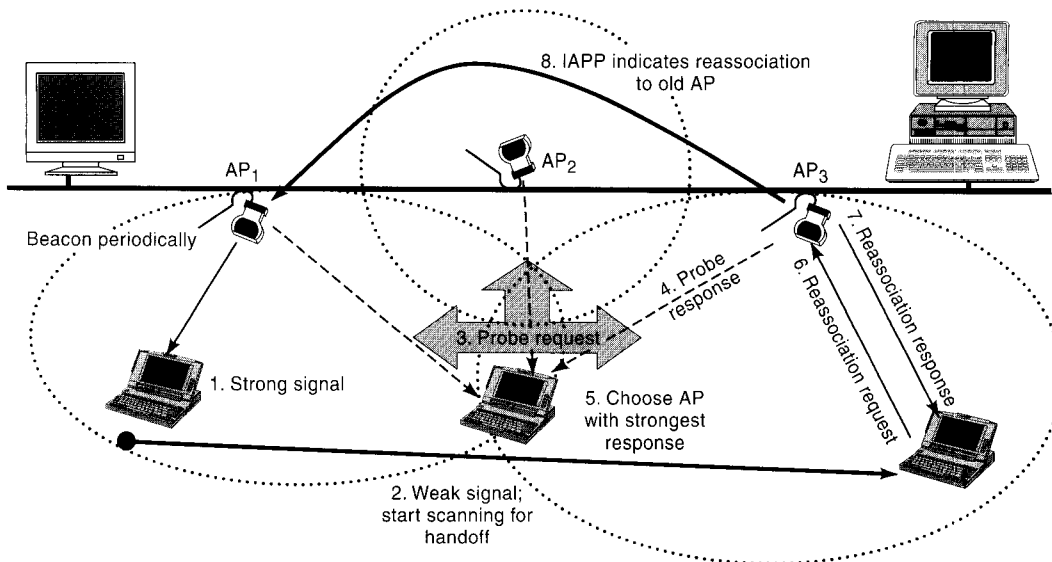 8. IAPP indicates reassociation
to old AP
AP1
AP2
AP3
Beacon periodically
1. Strong signal
3. Probe request
4. Probe
response
5. Choose AP
with strongest
response
6. Reassociation request
7. Reassociation response
2. Weak signal;
start scanning for
handoff